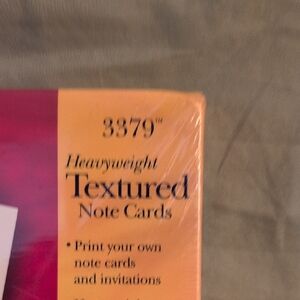 3379™
Heavyweight
Textured
Note Cards
• Print your own
note cards
and invitations